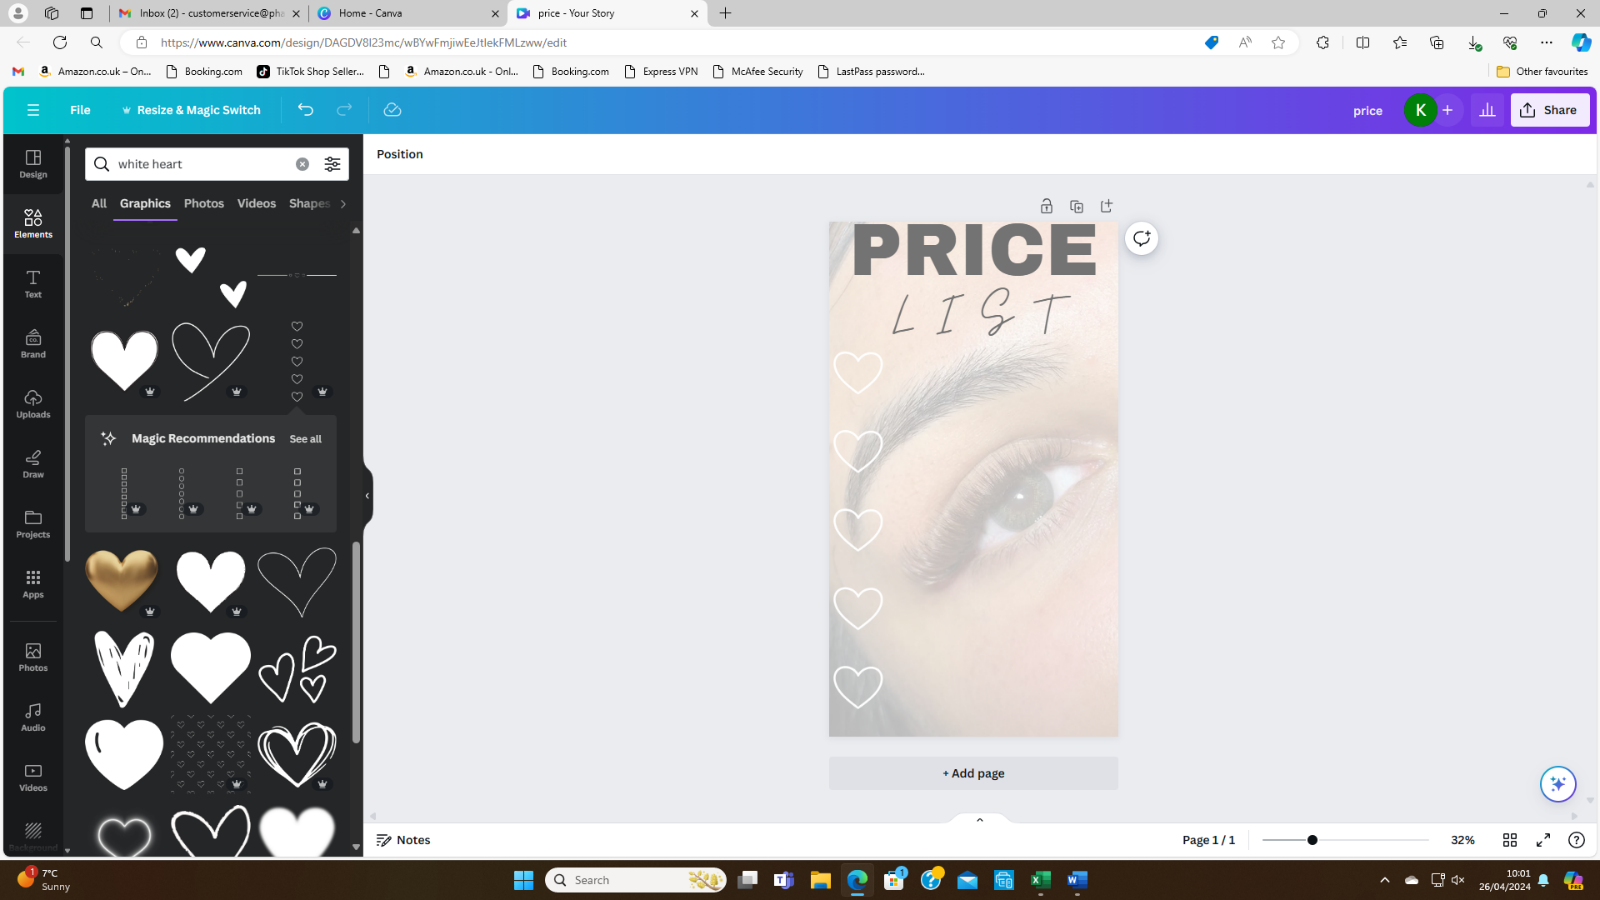 Inbox (2) - customerservice@pha
Home - Canva
price - Your Story
https://www.canva.com/design/DAGDV8I23mc/wBYwFmjiwEeJtlekFMLzww/edit
Amazon.co.uk – On...
Booking.com
TikTok Shop Seller...
Amazon.co.uk - Onl...
Booking.com
Express VPN
McAfee Security
LastPass password...
Other favourites
File
Resize & Magic Switch
price
K
Share
Design
Elements
Text
Brand
Uploads
Draw
Projects
Apps
Photos
Audio
Videos
Background
white heart
All
Graphics
Photos
Videos
Shapes
Magic Recommendations
See all
Position
PRICE
LIST
+ Add page
Notes
Page 1 / 1
32%
1
7°C
Sunny
Search
1
10:01
26/04/2024